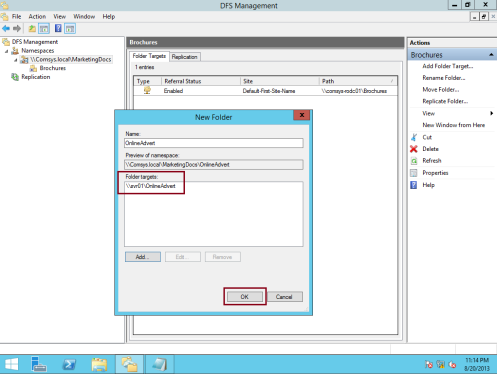 DFS Management
File Action View Window Help
DFS Management
Namespaces
\\Comsys.local\MarketingDocs
Brochures
Replication
Brochures
Folder Targets Replication
1 entries
Type Referral Status Site Path
Enabled Default-First-Site-Name \\comsys-rodc01\Brochures
New Folder
Name:
OnlineAdvert
Preview of namespace:
\\Comsys.local\MarketingDocs\OnlineAdvert
Folder targets:
\\svr01\OnlineAdvert
Add... Edit... Remove
OK Cancel
Actions
Brochures
Add Folder Target...
Rename Folder...
Move Folder...
Replicate Folder...
View
New Window from Here
Cut
Delete
Refresh
Properties
Help
11:14 PM
8/20/2013